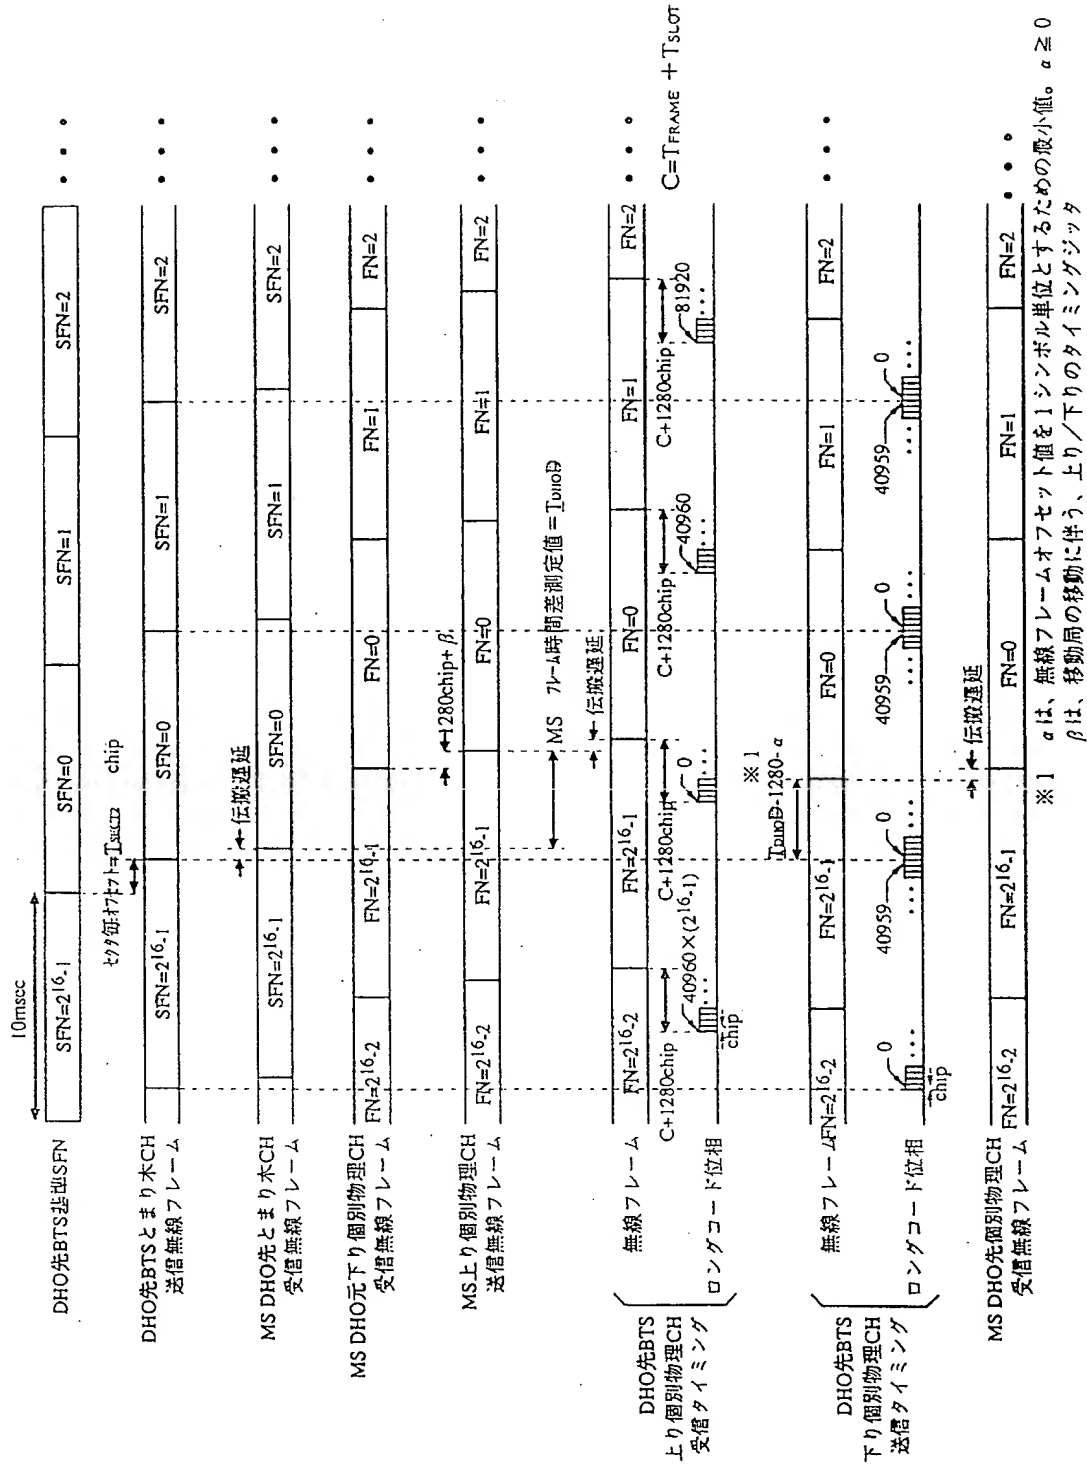 10msec
DHO先BTS基準SFN
SFN=2^16-1
SFN=0
SFN=1
SFN=2
セクタ毎オフセット=TSECT2 chip
DHO先BTSとまり木CH
送信無線フレーム
SFN=2^16-1
SFN=0
SFN=1
SFN=2
伝搬遅延
MS DHO先とまり木CH
受信無線フレーム
SFN=2^16-1
SFN=0
SFN=1
SFN=2
MS DHO元下り個別物理CH
受信無線フレーム
FN=2^16-2
FN=2^16-1
FN=0
FN=1
FN=2
1280chip+β
MS上り個別物理CH
送信無線フレーム
FN=2^16-2
FN=2^16-1
FN=0
FN=1
FN=2
MS フレーム時間差測定値=TDHOD
伝搬遅延
DHO先BTS
上り個別物理CH
受信タイミング
無線フレーム
FN=2^16-2
FN=2^16-1
FN=0
FN=1
FN=2
C+1280chip
C+1280chip
C+1280chip
C+1280chip
C=TFRAME + TSLOT
ロングコード位相
40960×(2^16-1)
0
40960
81920
chip
TDHOD-1280-α
※1
DHO先BTS
下り個別物理CH
送信タイミング
無線フレーム
FN=2^16-2
FN=2^16-1
FN=0
FN=1
FN=2
ロングコード位相
0
40959
0
40959
0
40959
0
chip
伝搬遅延
MS DHO先個別物理CH
受信無線フレーム
FN=2^16-2
FN=2^16-1
FN=0
FN=1
FN=2
※1 αは、無線フレームオフセット値を1シンボル単位とするための最小値。α≧0
βは、移動局の移動に伴う、上り/下りのタイミングジッタ